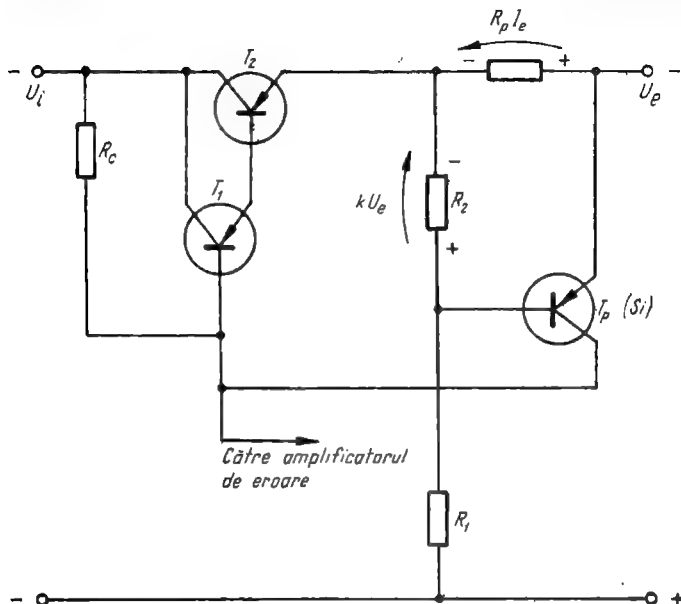 R_p I_e
- +
T_2
-
-
U_i
U_e
R_c
-
T_1
kU_e
R_2
+
T_p (Si)
Către amplificatorul
de eroare
R_1
-
+